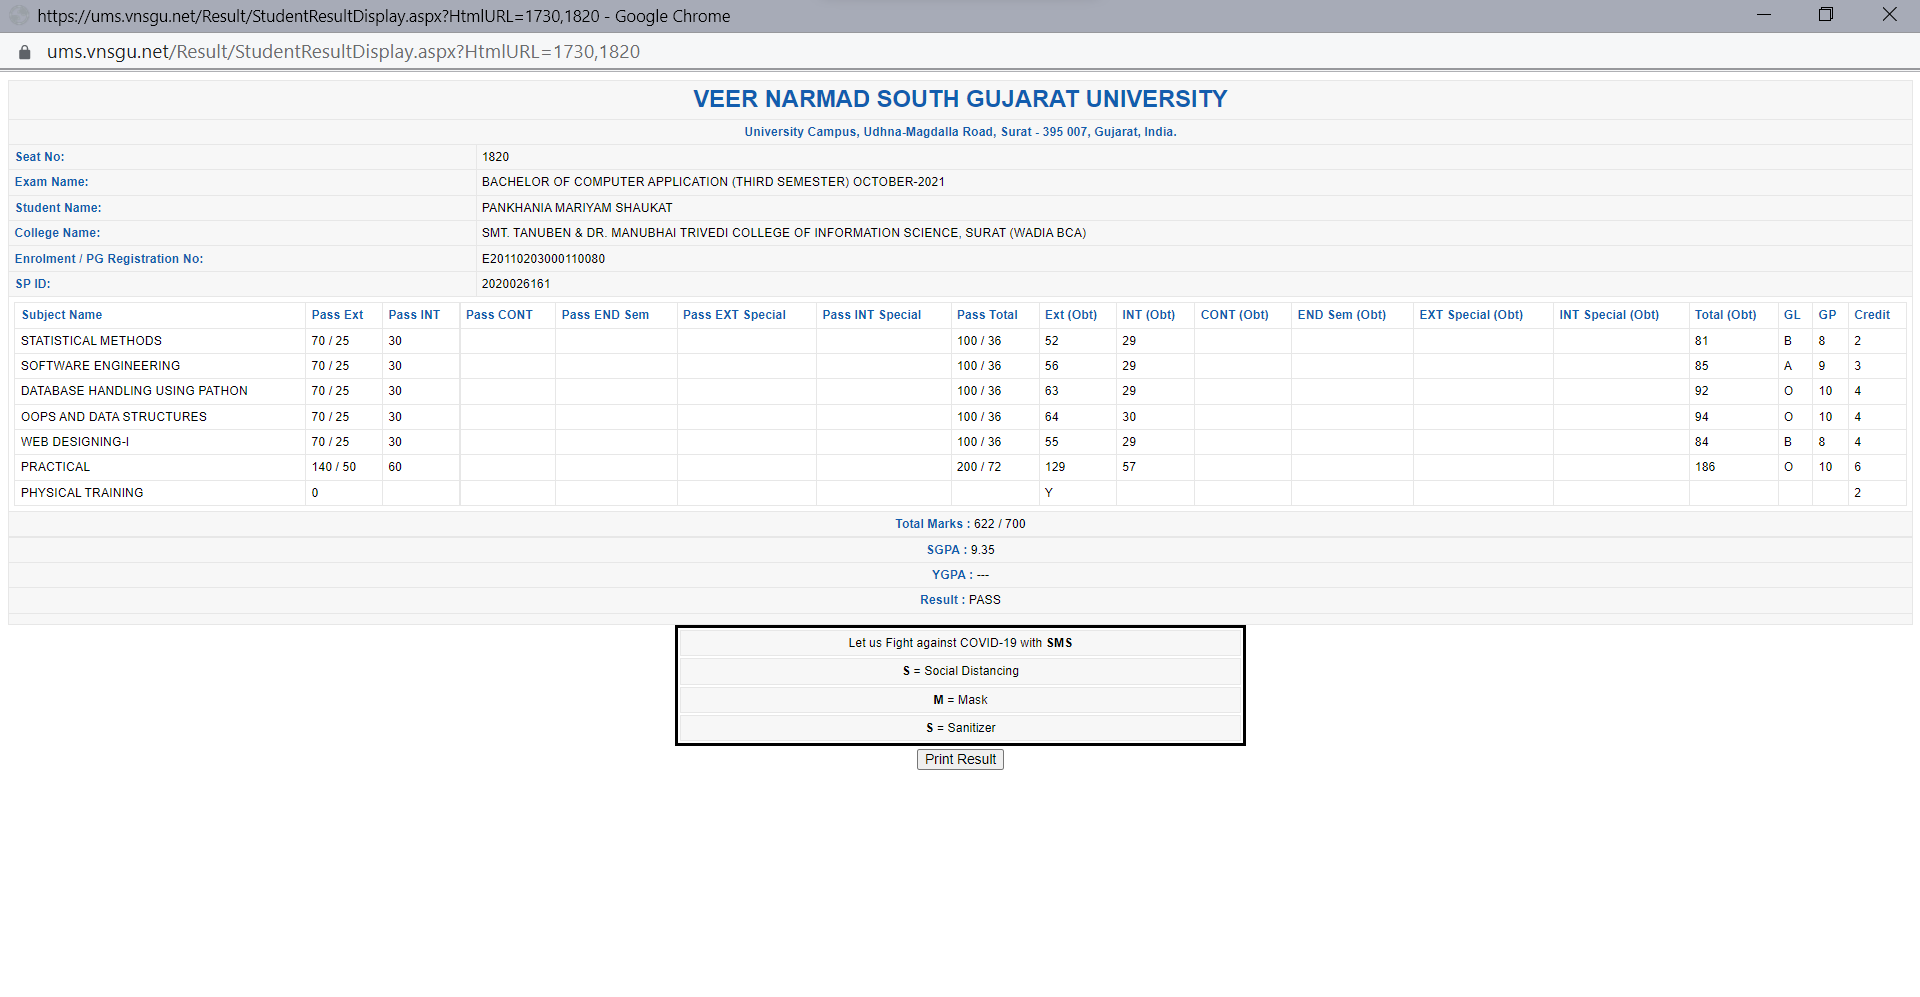 https://ums.vnsgu.net/Result/StudentResultDisplay.aspx?HtmlURL=1730,1820 - Google Chrome
ums.vnsgu.net/Result/StudentResultDisplay.aspx?HtmlURL=1730,1820
VEER NARMAD SOUTH GUJARAT UNIVERSITY
University Campus, Udhna-Magdalla Road, Surat - 395 007, Gujarat, India.
Seat No: 1820
Exam Name: BACHELOR OF COMPUTER APPLICATION (THIRD SEMESTER) OCTOBER-2021
Student Name: PANKHANIA MARIYAM SHAUKAT
College Name: SMT. TANUBEN & DR. MANUBHAI TRIVEDI COLLEGE OF INFORMATION SCIENCE, SURAT (WADIA BCA)
Enrolment / PG Registration No: E20110203000110080
SP ID: 2020026161
Subject Name Pass Ext Pass INT Pass CONT Pass END Sem Pass EXT Special Pass INT Special Pass Total Ext (Obt) INT (Obt) CONT (Obt) END Sem (Obt) EXT Special (Obt) INT Special (Obt) Total (Obt) GL GP Credit
STATISTICAL METHODS 70 / 25 30 100 / 36 52 29 81 B 8 2
SOFTWARE ENGINEERING 70 / 25 30 100 / 36 56 29 85 A 9 3
DATABASE HANDLING USING PATHON 70 / 25 30 100 / 36 63 29 92 O 10 4
OOPS AND DATA STRUCTURES 70 / 25 30 100 / 36 64 30 94 O 10 4
WEB DESIGNING-I 70 / 25 30 100 / 36 55 29 84 B 8 4
PRACTICAL 140 / 50 60 200 / 72 129 57 186 O 10 6
PHYSICAL TRAINING 0 Y 2
Total Marks : 622 / 700
SGPA : 9.35
YGPA : ---
Result : PASS
Let us Fight against COVID-19 with SMS
S = Social Distancing
M = Mask
S = Sanitizer
Print Result